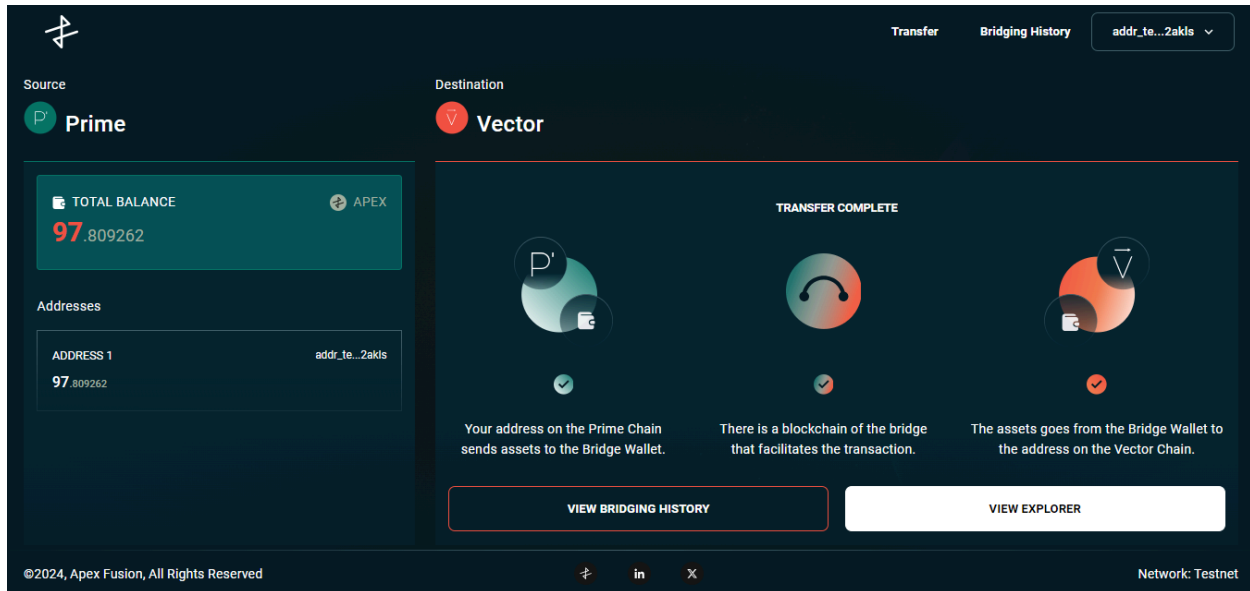 Transfer
Bridging History
addr_te...2akls
Source
P'
Prime
Destination
V
Vector
TOTAL BALANCE
APEX
97.809262
Addresses
ADDRESS 1
addr_te...2akls
97.809262
TRANSFER COMPLETE
P'
V
Your address on the Prime Chain
sends assets to the Bridge Wallet.
There is a blockchain of the bridge
that facilitates the transaction.
The assets goes from the Bridge Wallet to
the address on the Vector Chain.
VIEW BRIDGING HISTORY
VIEW EXPLORER
©2024, Apex Fusion, All Rights Reserved
in
X
Network: Testnet